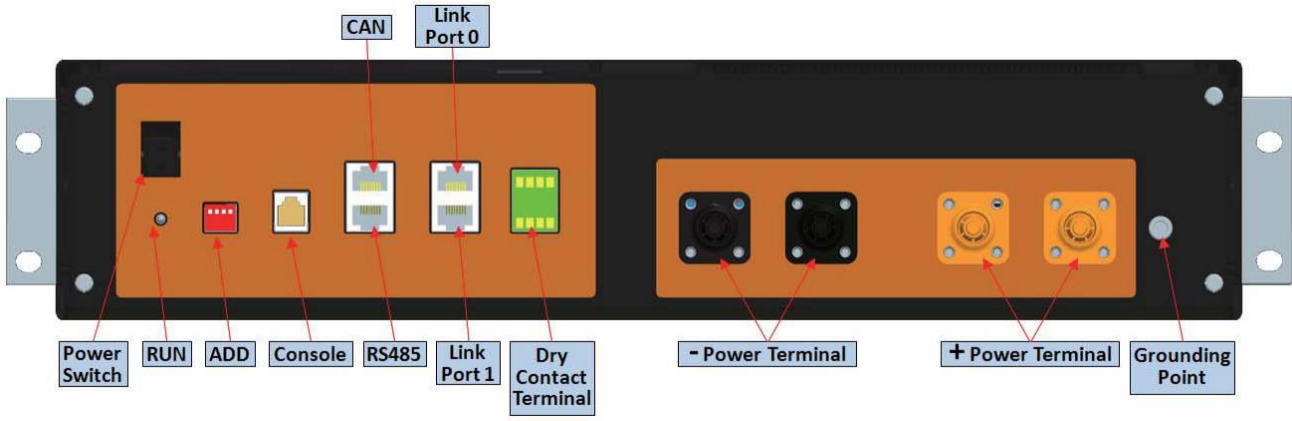 CAN
Link
Port 0
Power
Switch
RUN
ADD
Console
RS485
Link
Port 1
Dry
Contact
Terminal
- Power Terminal
+ Power Terminal
Grounding
Point